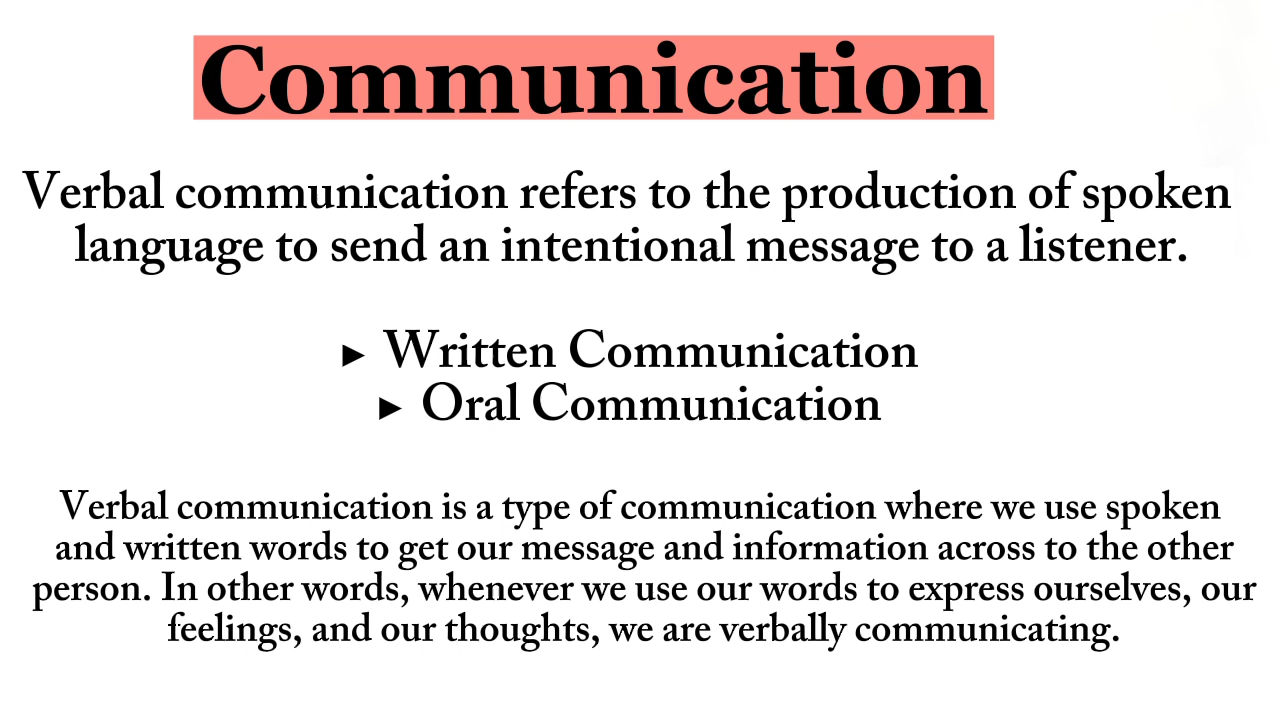 Communication
Verbal communication refers to the production of spoken
language to send an intentional message to a listener.
► Written Communication
► Oral Communication
Verbal communication is a type of communication where we use spoken
and written words to get our message and information across to the other
person. In other words, whenever we use our words to express ourselves, our
feelings, and our thoughts, we are verbally communicating.